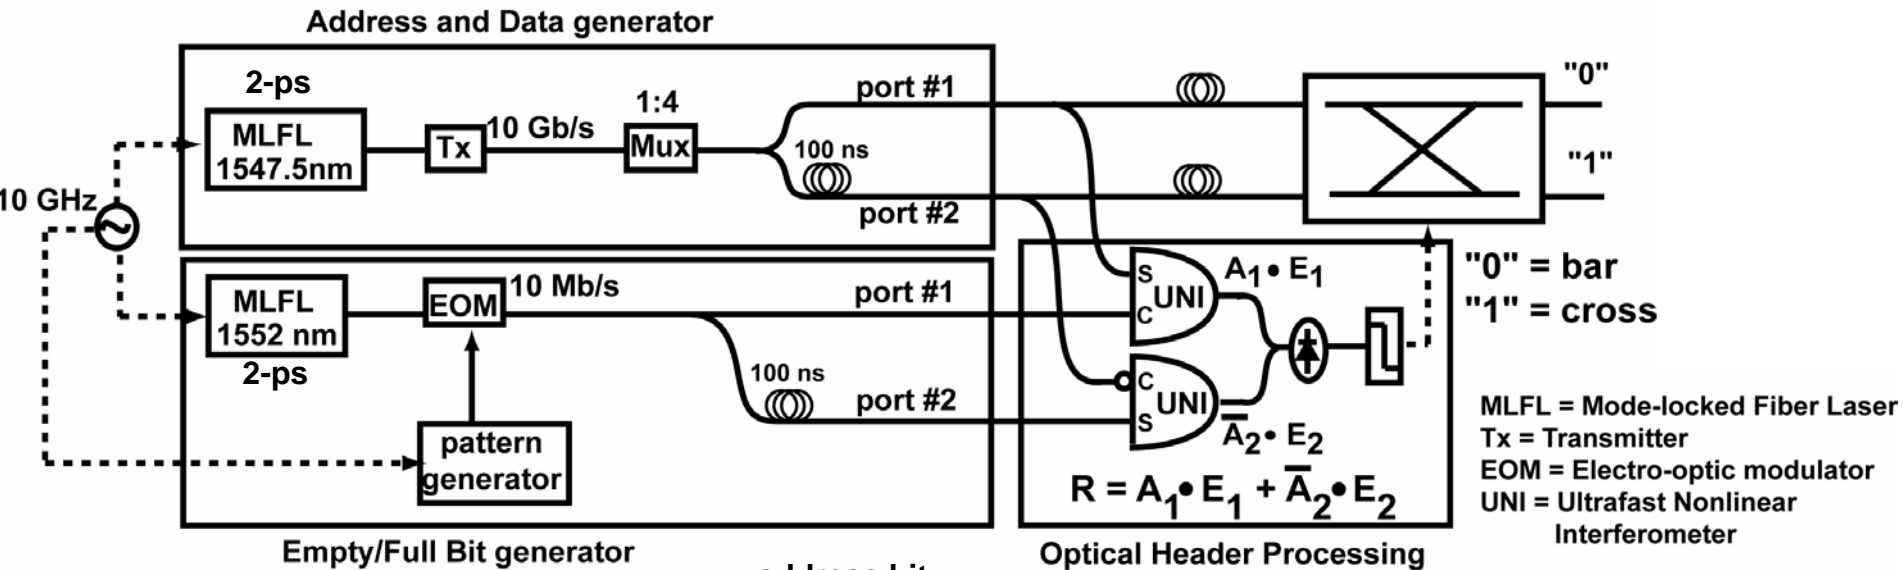 Address and Data generator
2-ps
MLFL
1547.5nm
Tx
10 Gb/s
1:4
Mux
100 ns
port #1
port #2
"0"
"1"
10 GHz
MLFL
1552 nm
2-ps
EOM
10 Mb/s
port #1
100 ns
port #2
pattern
generator
Empty/Full Bit generator
S
UNI
C
A1• E1
C
UNI
S
A̅2• E2
R = A1•E1 + A̅2•E2
Optical Header Processing
"0" = bar
"1" = cross
MLFL = Mode-locked Fiber Laser
Tx = Transmitter
EOM = Electro-optic modulator
UNI = Ultrafast Nonlinear
Interferometer